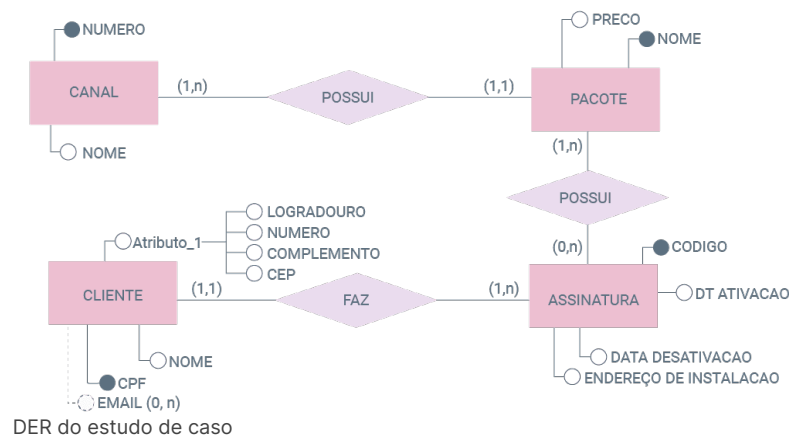 NUMERO
CANAL
(1,n)
POSSUI
(1,1)
NOME
PRECO
NOME
PACOTE
(1,n)
POSSUI
(0,n)
Atributo_1
LOGRADOURO
NUMERO
COMPLEMENTO
CEP
CLIENTE
(1,1)
FAZ
(1,n)
ASSINATURA
CODIGO
DT ATIVACAO
DATA DESATIVACAO
ENDEREÇO DE INSTALACAO
NOME
CPF
EMAIL (0, n)
DER do estudo de caso